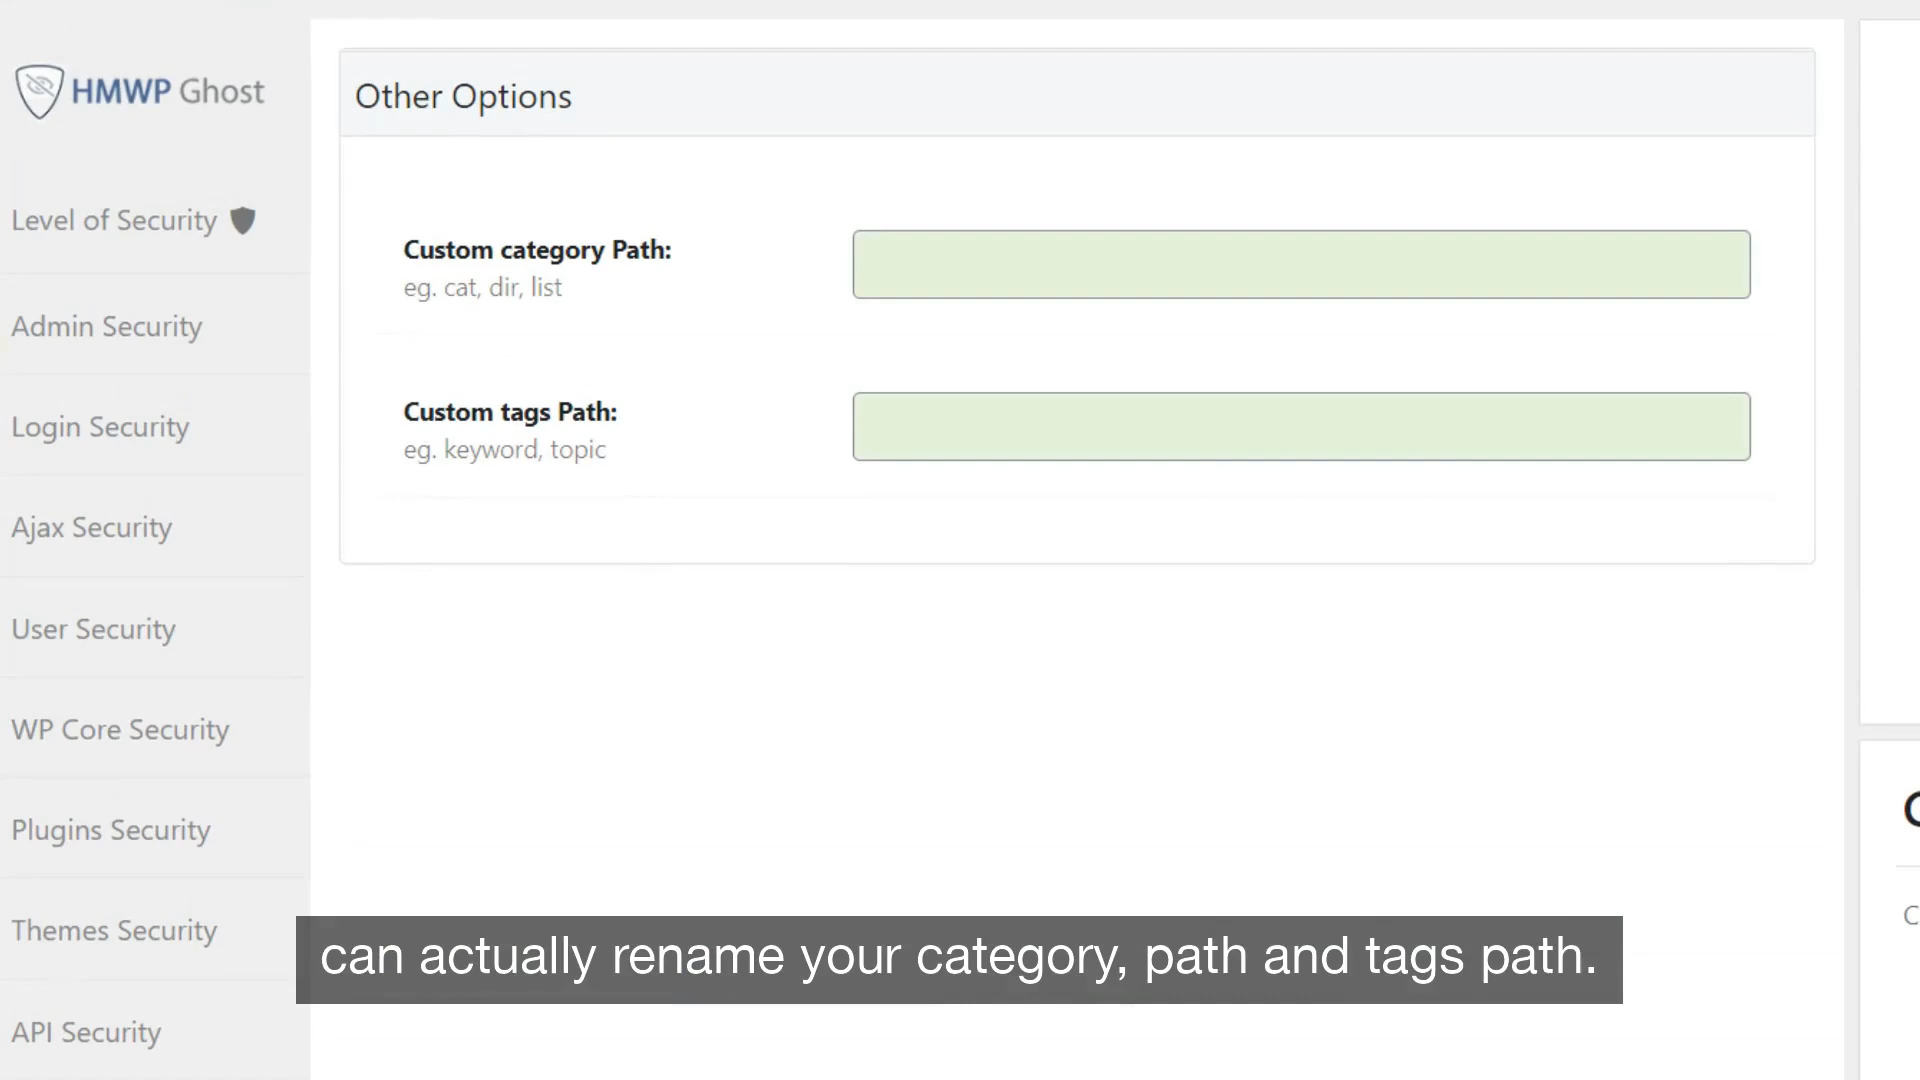 HMWP Ghost
Level of Security
Admin Security
Login Security
Ajax Security
User Security
WP Core Security
Plugins Security
Themes Security
API Security
Other Options
Custom category Path:
eg. cat, dir, list
Custom tags Path:
eg. keyword, topic
can actually rename your category, path and tags path.